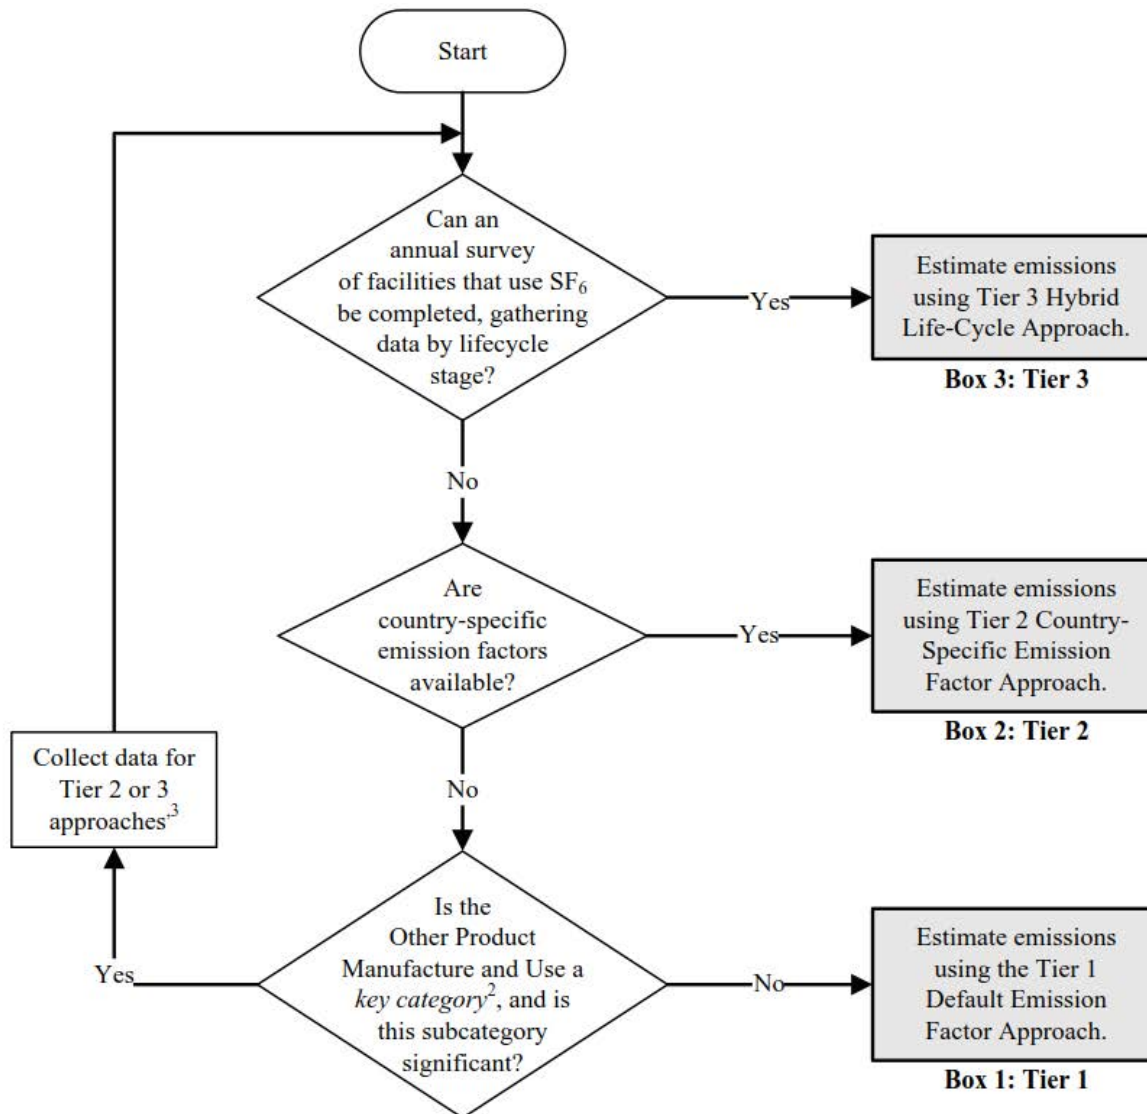 Start
Can an
annual survey
of facilities that use SF₆
be completed, gathering
data by lifecycle
stage?
Yes
Estimate emissions
using Tier 3 Hybrid
Life-Cycle Approach.
Box 3: Tier 3
No
Are
country-specific
emission factors
available?
Yes
Estimate emissions
using Tier 2 Country-
Specific Emission
Factor Approach.
Box 2: Tier 2
No
Collect data for
Tier 2 or 3
approaches,³
Is the
Other Product
Manufacture and Use a
key category², and is
this subcategory
significant?
Yes
No
Estimate emissions
using the Tier 1
Default Emission
Factor Approach.
Box 1: Tier 1